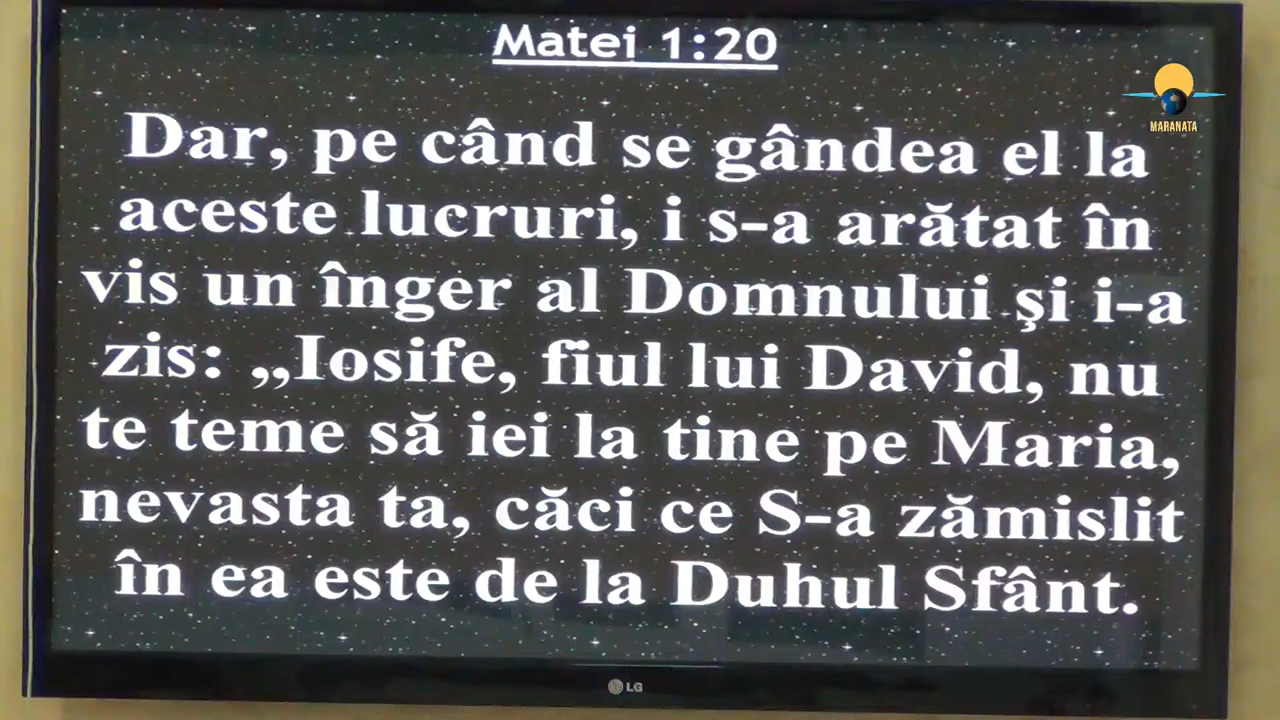 Matei 1:20
MARANATA
Dar, pe când se gândea el la
aceste lucruri, i s-a arătat în
vis un înger al Domnului şi i-a
zis: „Iosife, fiul lui David, nu
te teme să iei la tine pe Maria,
nevasta ta, căci ce S-a zămislit
în ea este de la Duhul Sfânt.
LG